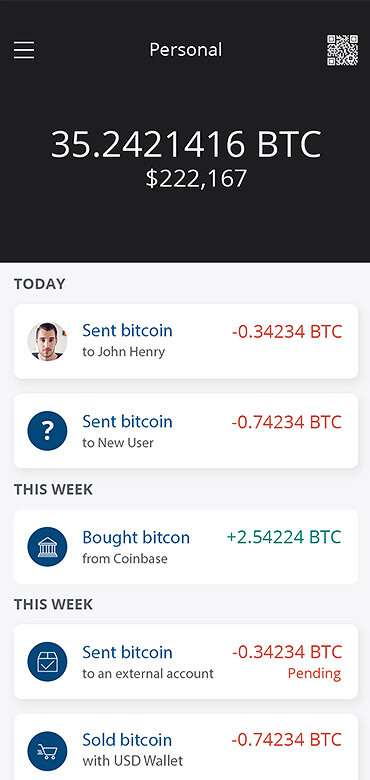 Personal
35.2421416 BTC
$222,167
TODAY
Sent bitcoin -0.34234 BTC
to John Henry
?
Sent bitcoin -0.74234 BTC
to New User
THIS WEEK
Bought bitcon +2.54224 BTC
from Coinbase
THIS WEEK
Sent bitcoin -0.34234 BTC
to an external account Pending
Sold bitcoin -0.74234 BTC
with USD Wallet